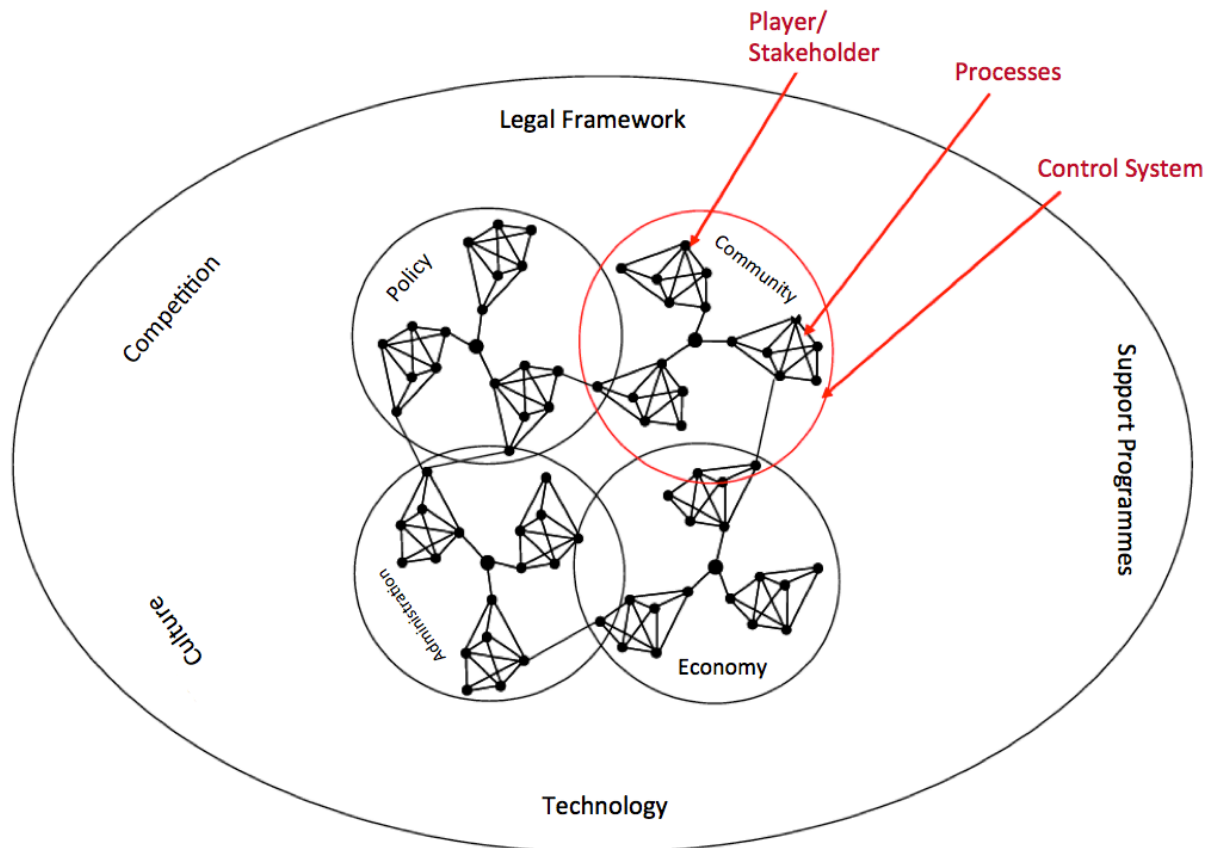 Player/
Stakeholder
Processes
Legal Framework
Control System
Community
Policy
Competition
Support Programmes
Administration
Culture
Economy
Technology